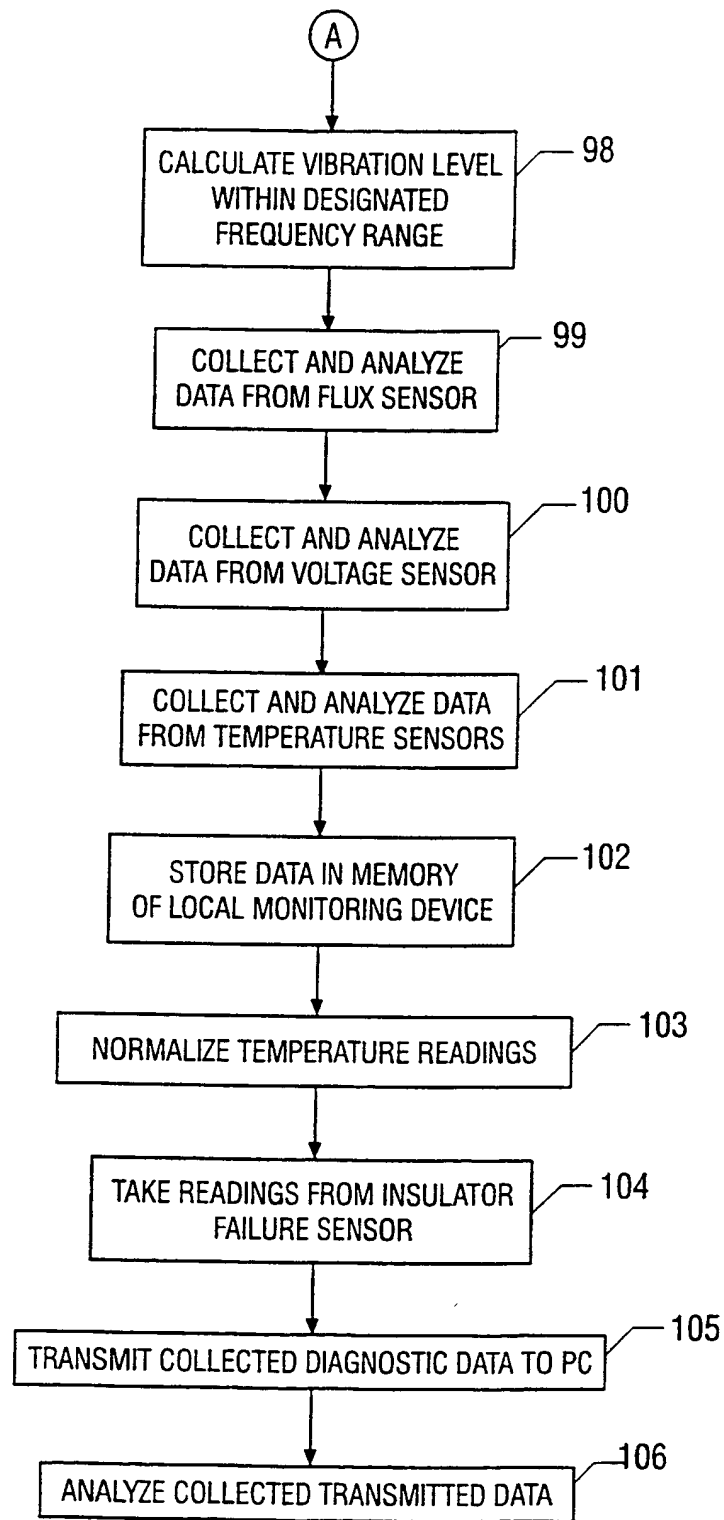 A
CALCULATE VIBRATION LEVEL
WITHIN DESIGNATED
FREQUENCY RANGE
98
COLLECT AND ANALYZE
DATA FROM FLUX SENSOR
99
COLLECT AND ANALYZE
DATA FROM VOLTAGE SENSOR
100
COLLECT AND ANALYZE DATA
FROM TEMPERATURE SENSORS
101
STORE DATA IN MEMORY
OF LOCAL MONITORING DEVICE
102
NORMALIZE TEMPERATURE READINGS
103
TAKE READINGS FROM INSULATOR
FAILURE SENSOR
104
TRANSMIT COLLECTED DIAGNOSTIC DATA TO PC
105
ANALYZE COLLECTED TRANSMITTED DATA
106